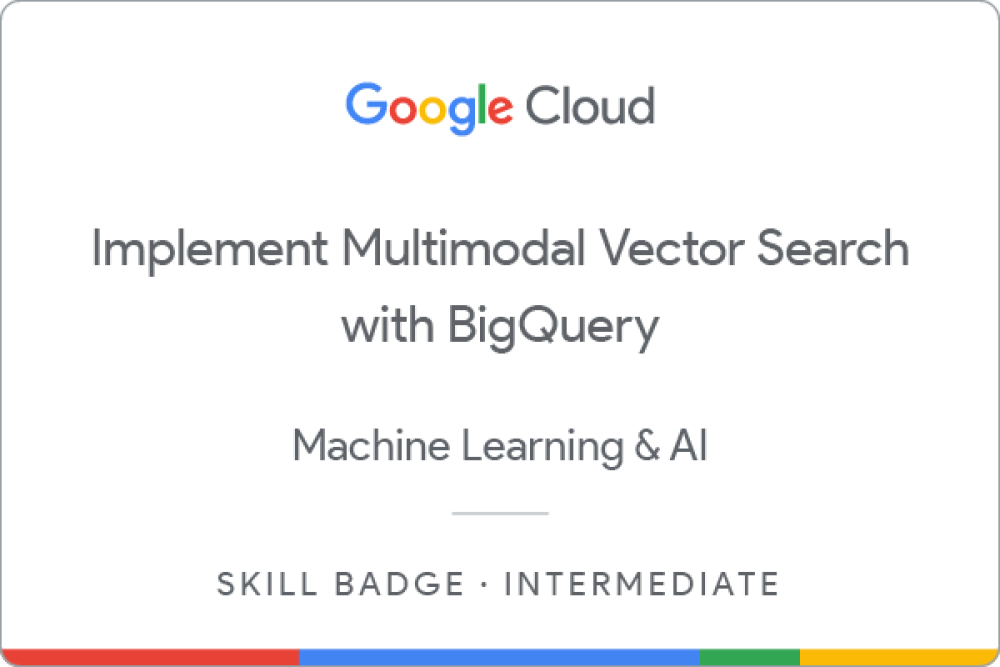 Google Cloud
Implement Multimodal Vector Search
with BigQuery
Machine Learning & AI
SKILL BADGE · INTERMEDIATE